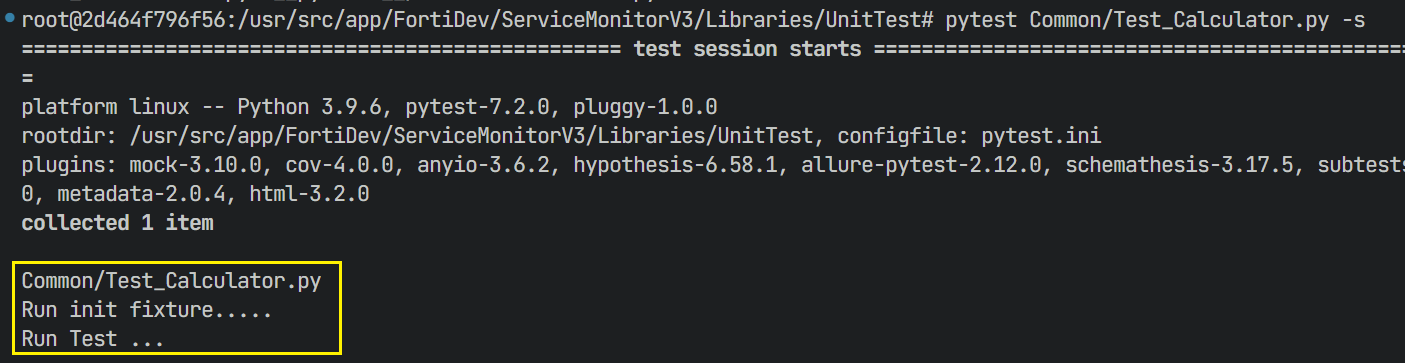 root@2d464f796f56:/usr/src/app/FortiDev/ServiceMonitorV3/Libraries/UnitTest# pytest Common/Test_Calculator.py -s
================================================== test session starts =============================================
=
platform linux -- Python 3.9.6, pytest-7.2.0, pluggy-1.0.0
rootdir: /usr/src/app/FortiDev/ServiceMonitorV3/Libraries/UnitTest, configfile: pytest.ini
plugins: mock-3.10.0, cov-4.0.0, anyio-3.6.2, hypothesis-6.58.1, allure-pytest-2.12.0, schemathesis-3.17.5, subtests
0, metadata-2.0.4, html-3.2.0
collected 1 item
Common/Test_Calculator.py
Run init fixture.....
Run Test ...